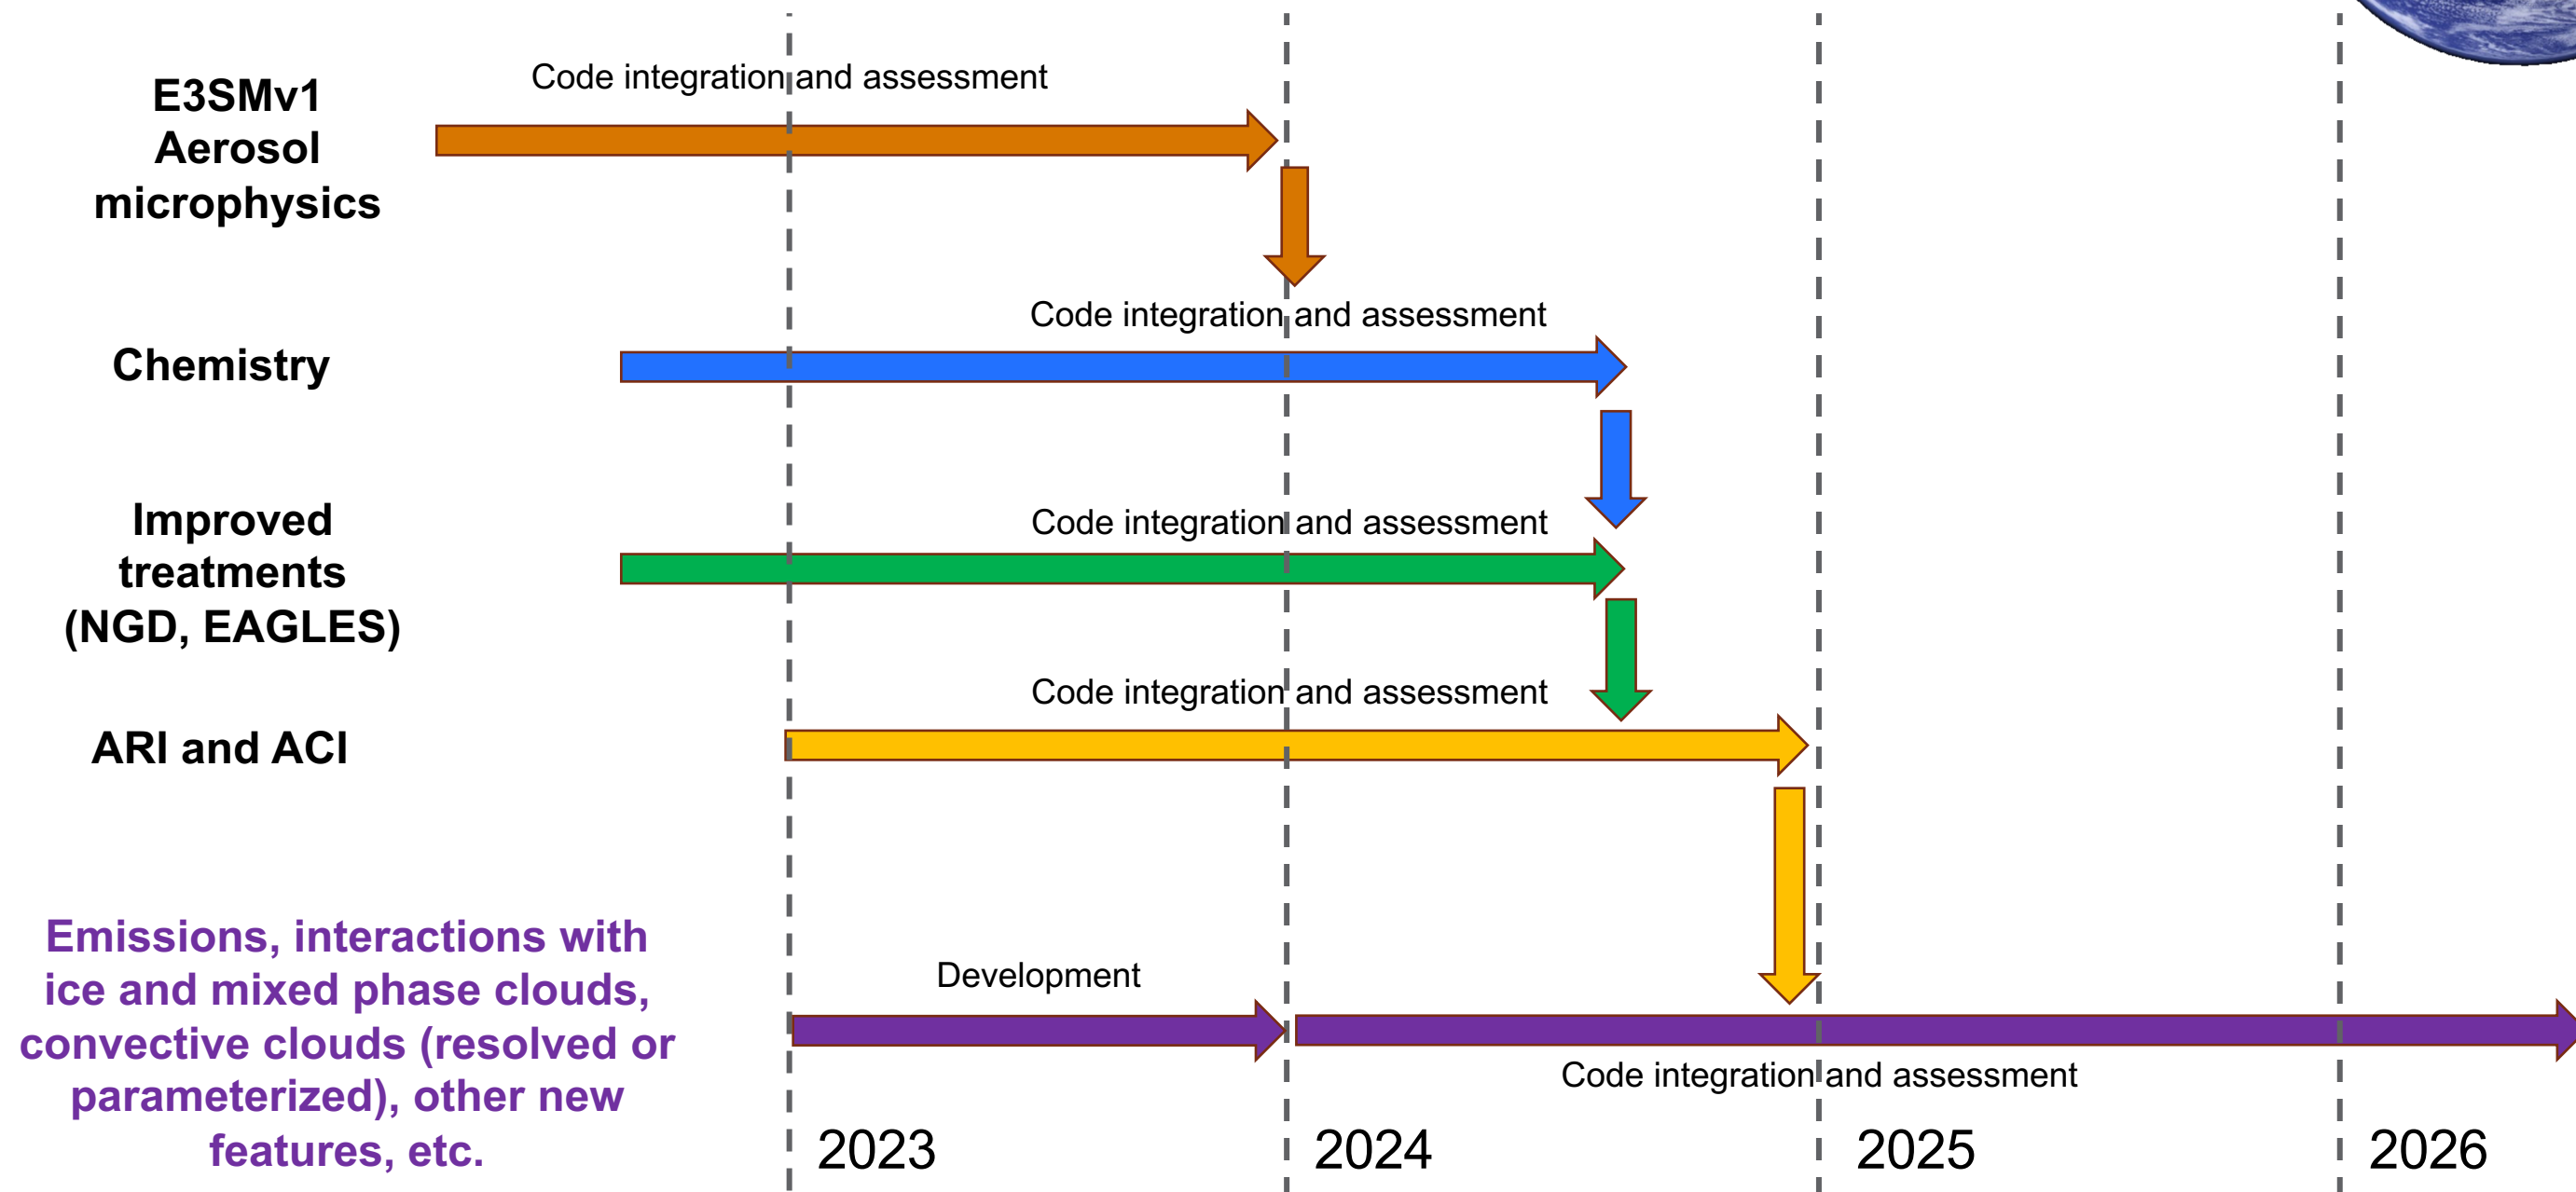 Code integration and assessment
E3SMv1
Aerosol
microphysics
Code integration and assessment
Chemistry
Code integration and assessment
Improved
treatments
(NGD, EAGLES)
Code integration and assessment
ARI and ACI
Emissions, interactions with
ice and mixed phase clouds,
convective clouds (resolved or
parameterized), other new
features, etc.
Development
Code integration and assessment
2023
2024
2025
2026